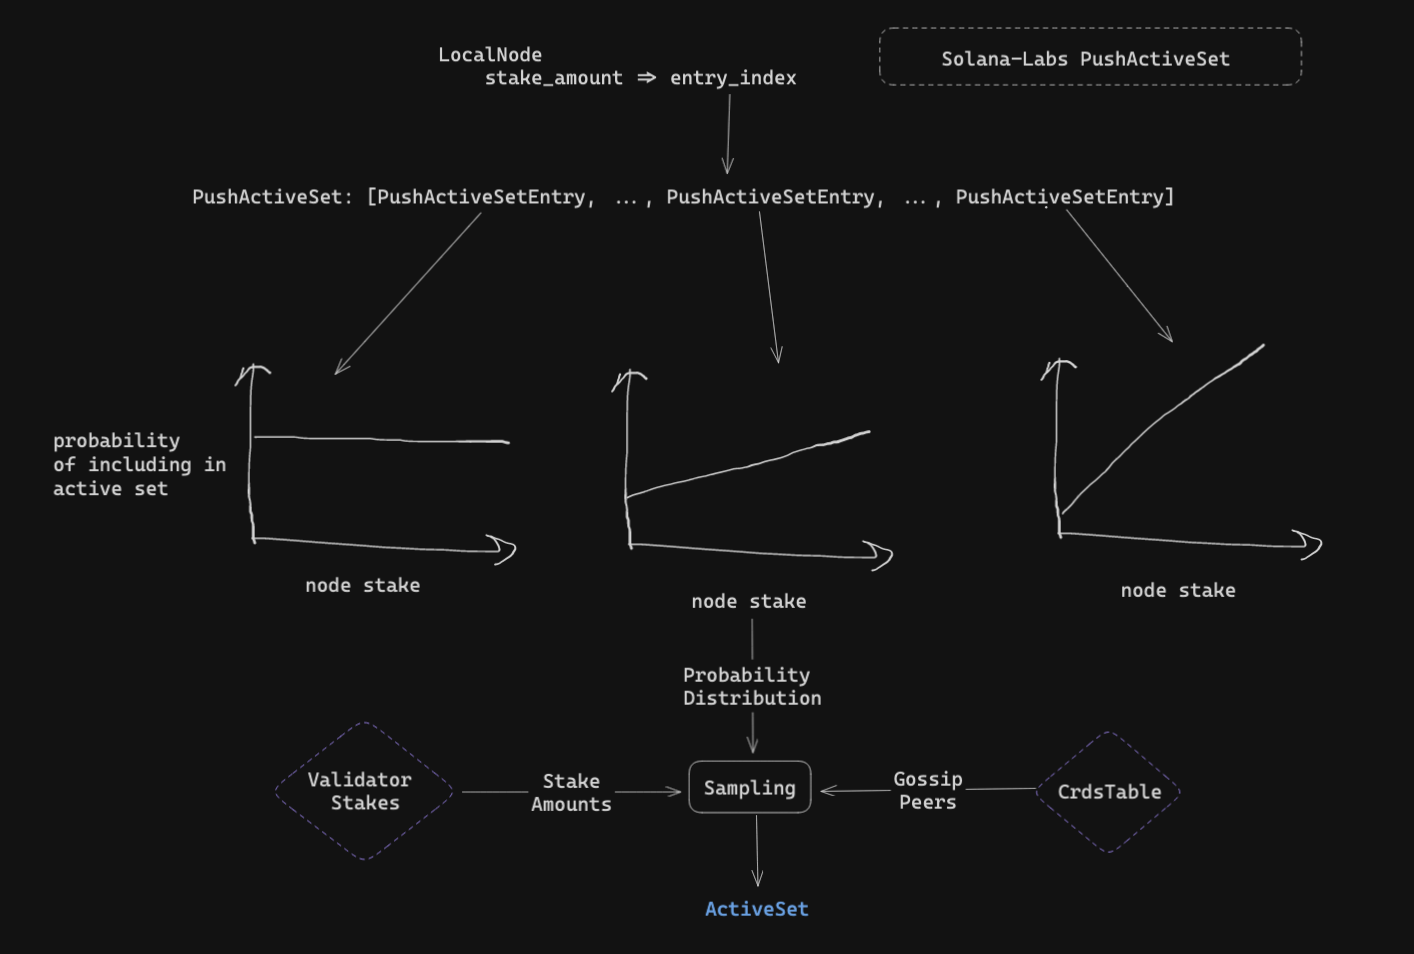 LocalNode
stake_amount => entry_index
Solana-Labs PushActiveSet
PushActiveSet: [PushActiveSetEntry, ..., PushActiveSetEntry, ..., PushActiveSetEntry]
probability
of including in
active set
node stake
node stake
node stake
Probability
Distribution
Validator
Stakes
Stake
Amounts
Sampling
Gossip
Peers
CrdsTable
ActiveSet